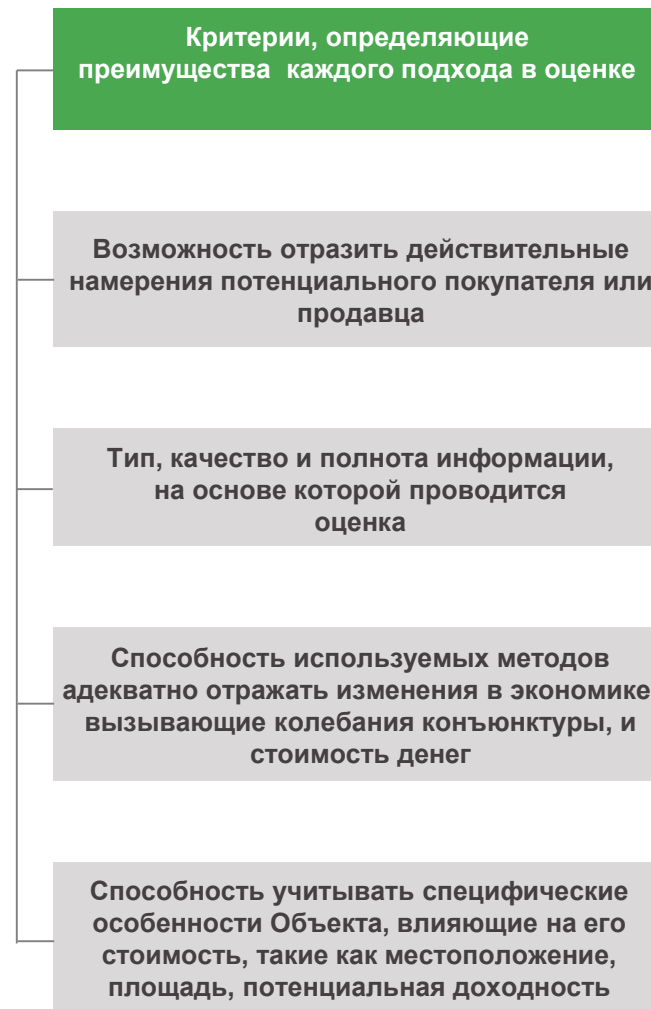 Критерии, определяющие
преимущества каждого подхода в оценке
Возможность отразить действительные
намерения потенциального покупателя или
продавца
Тип, качество и полнота информации,
на основе которой проводится
оценка
Способность используемых методов
адекватно отражать изменения в экономике
вызывающие колебания конъюнктуры, и
стоимость денег
Способность учитывать специфические
особенности Объекта, влияющие на его
стоимость, такие как местоположение,
площадь, потенциальная доходность